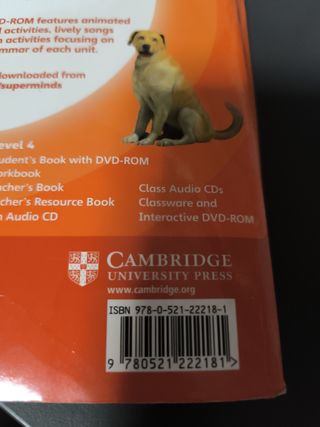 D-ROM features animated
activities, lively songs
activities focusing on
mmar of each unit.
downloaded from
/superminds
evel 4
udent's Book with DVD-ROM
orkbook
acher's Book
cher's Resource Book
n Audio CD
Class Audio CDs
Classware and
Interactive DVD-ROM
CAMBRIDGE
UNIVERSITY PRESS
www.cambridge.org
ISBN 978-0-521-22218-1
9 780521 222181 >